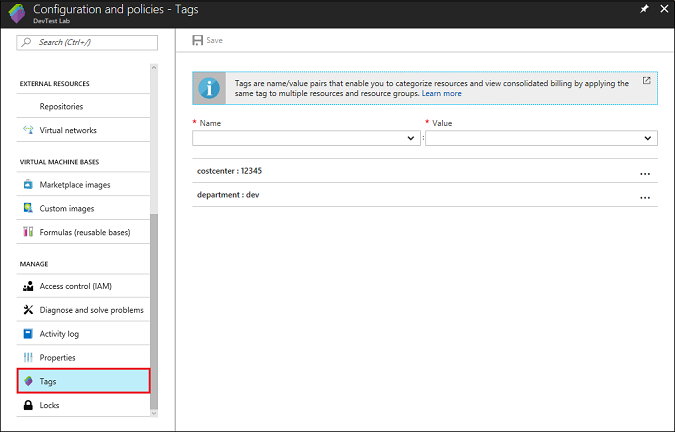 Configuration and policies - Tags
DevTest Lab
Search (Ctrl+/)
EXTERNAL RESOURCES
Repositories
Virtual networks
VIRTUAL MACHINE BASES
Marketplace images
Custom images
Formulas (reusable bases)
MANAGE
Access control (IAM)
Diagnose and solve problems
Activity log
Properties
Tags
Locks
Save
Tags are name/value pairs that enable you to categorize resources and view consolidated billing by applying the
same tag to multiple resources and resource groups. Learn more
* Name
* Value
:
costcenter : 12345
...
department : dev
...